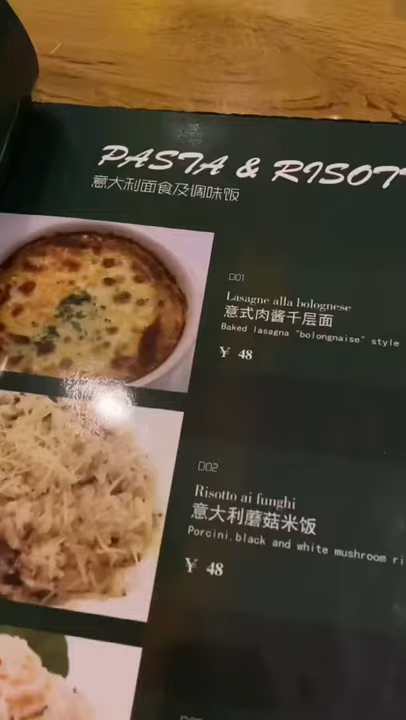 PASTA & RISOT
意大利面食及调味饭
001
Lasagne alla bolognese
意式肉酱千层面
Baked lasagna "bolongnaise" style
¥ 48
002
Risotto ai funghi
意大利蘑菇米饭
Porcini, black and white mushroom ri
¥ 48